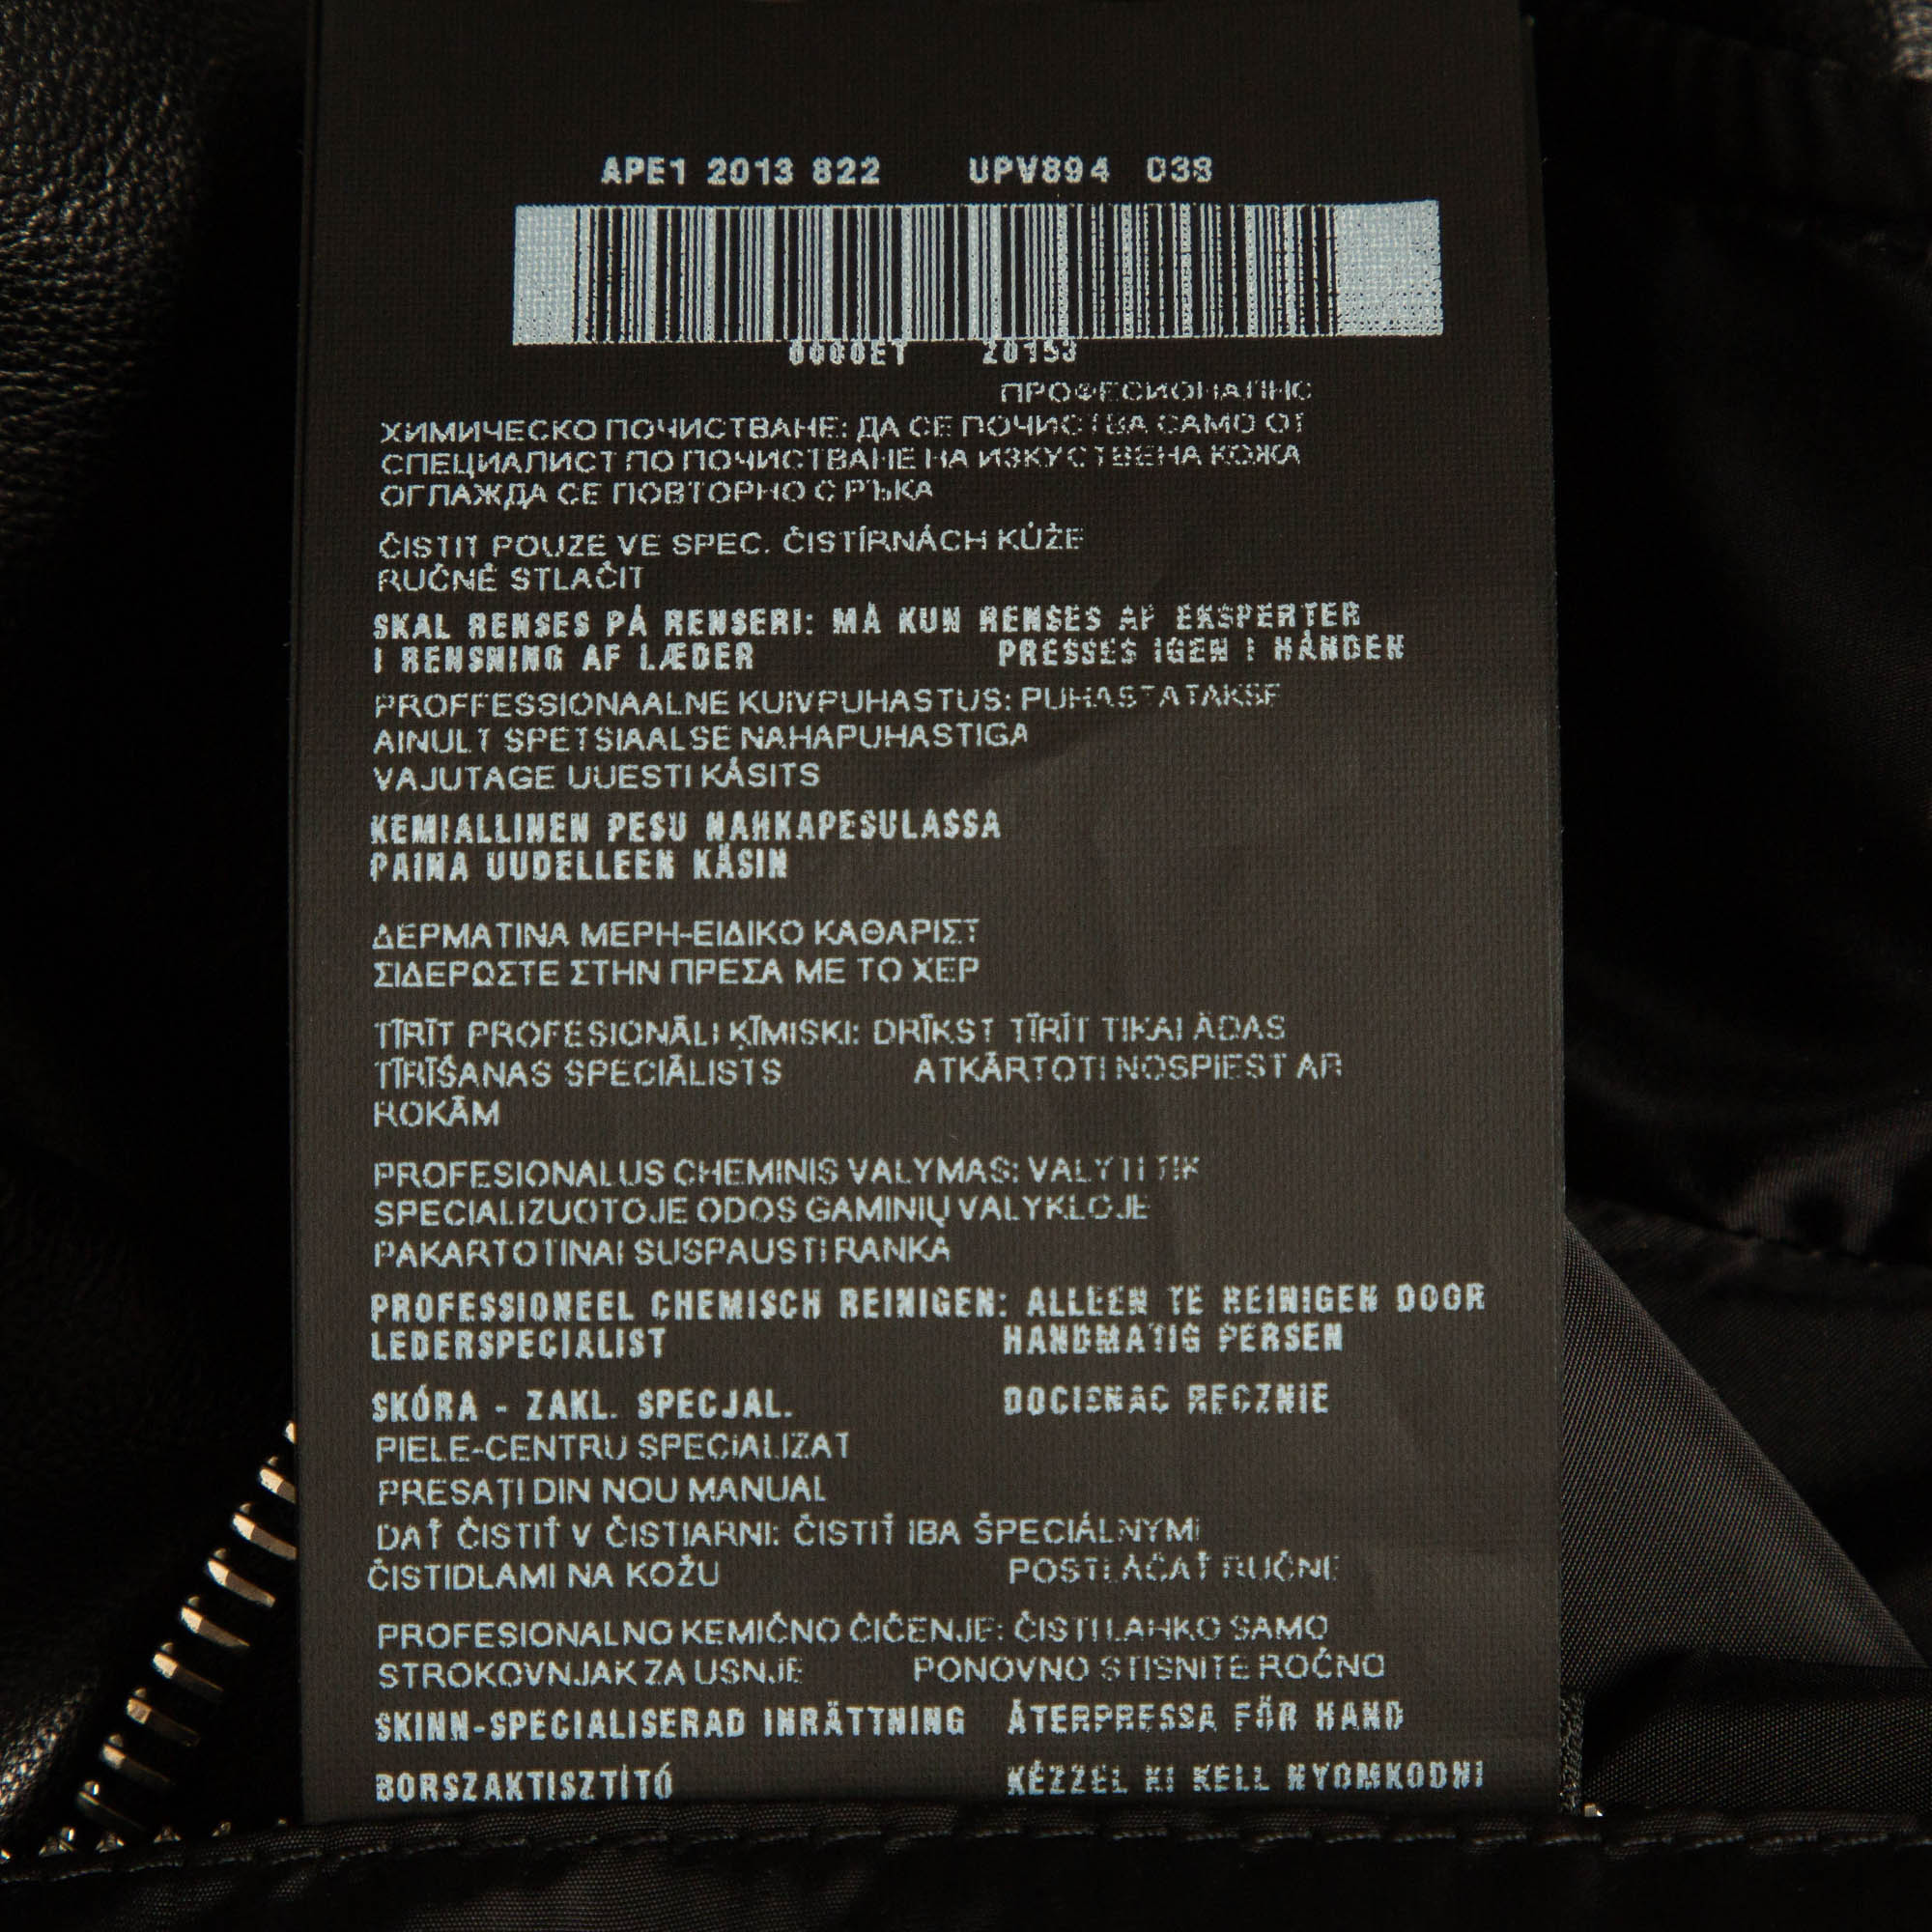 APE1 2013 822 UPV894 038
0000ET 20153
ПРОФЕСИОНАЛНО
ХИМИЧЕСКО ПОЧИСТВАНЕ: ДА СЕ ПОЧИСТВА САМО ОТ
СПЕЦИАЛИСТ ПО ПОЧИСТВАНЕ НА ИЗКУСТВЕНА КОЖА
ОГЛАЖДА СЕ ПОВТОРНО С РЪКА
ČISTIT POUZE VE SPEC. ČISTÍRNÁCH KŮŽE
RUČNĚ STLAČIT
SKAL RENSES PÅ RENSERI: MÅ KUN RENSES AF EKSPERTER
I RENSNING AF LÆDER PRESSES IGEN I HÅNDEN
PROFFESSIONAALNE KUIVPUHASTUS: PUHASTATAKSE
AINULT SPETSIAALSE NAHAPUHASTIGA
VAJUTAGE UUESTI KÄSITS
KEMIALLINEN PESU NAHKAPESULASSA
PAINA UUDELLEEN KÄSIN
ΔΕΡΜΑΤΙΝΑ ΜΕΡΗ-ΕΙΔΙΚΟ ΚΑΘΑΡΙΣΤ
ΣΙΔΕΡΩΣΤΕ ΣΤΗΝ ΠΡΕΣΑ ΜΕ ΤΟ ΧΕΡ
TĪRĪT PROFESIONĀLI ĶĪMISKI: DRĪKST TĪRĪT TIKAI ĀDAS
TĪRĪŠANAS SPECIĀLISTS ATKĀRTOTI NOSPIEST AR
ROKĀM
PROFESIONALUS CHEMINIS VALYMAS: VALYTI TIK
SPECIALIZUOTOJE ODOS GAMINIŲ VALYKLOJE
PAKARTOTINAI SUSPAUSTI RANKA
PROFESSIONEEL CHEMISCH REINIGEN: ALLEEN TE REINIGEN DOOR
LEDERSPECIALIST HANDMATIG PERSEN
SKÓRA - ZAKL. SPECJAL. DOCISNAC RECZNIE
PIELE-CENTRU SPECIALIZAT
PRESAȚI DIN NOU MANUAL
DAŤ ČISTIŤ V ČISTIARNI: ČISTIŤ IBA ŠPECIÁLNYMI
ČISTIDLAMI NA KOŽU POSTLÁČAŤ RUČNE
PROFESIONALNO KEMIČNO ČIČENJE: ČISTI LAHKO SAMO
STROKOVNJAK ZA USNJE PONOVNO STISNITE ROČNO
SKINN-SPECIALISERAD INRÄTTNING ÅTERPRESSA FÖR HAND
BORSZAKTISZTÍTÓ KÉZZEL KI KELL NYOMKODNI